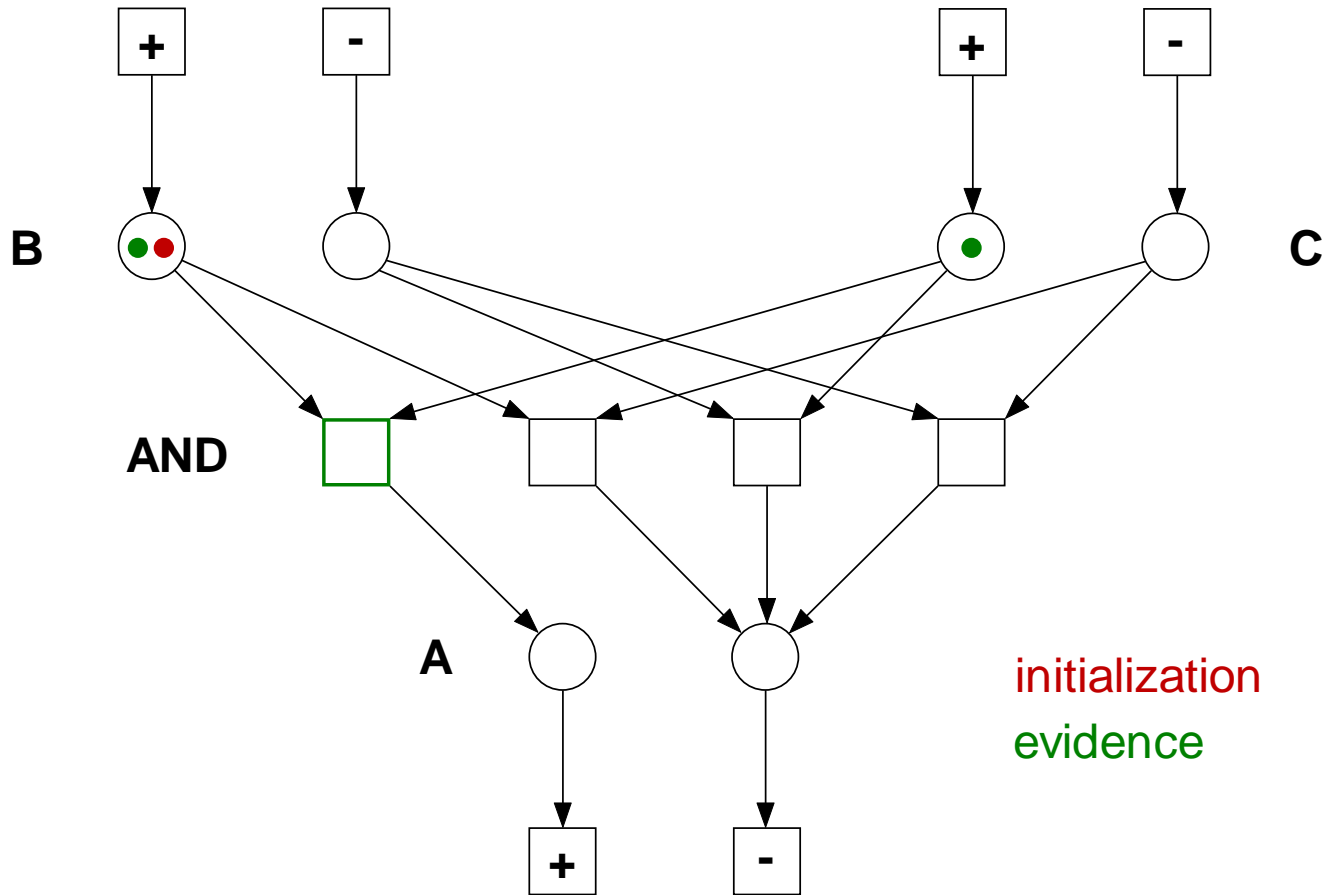 + - + -
B C
AND
A
initialization
evidence
+ -